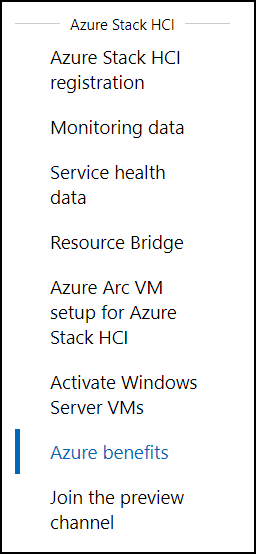 Azure Stack HCI
Azure Stack HCI
registration
Monitoring data
Service health
data
Resource Bridge
Azure Arc VM
setup for Azure
Stack HCI
Activate Windows
Server VMs
Azure benefits
Join the preview
channel